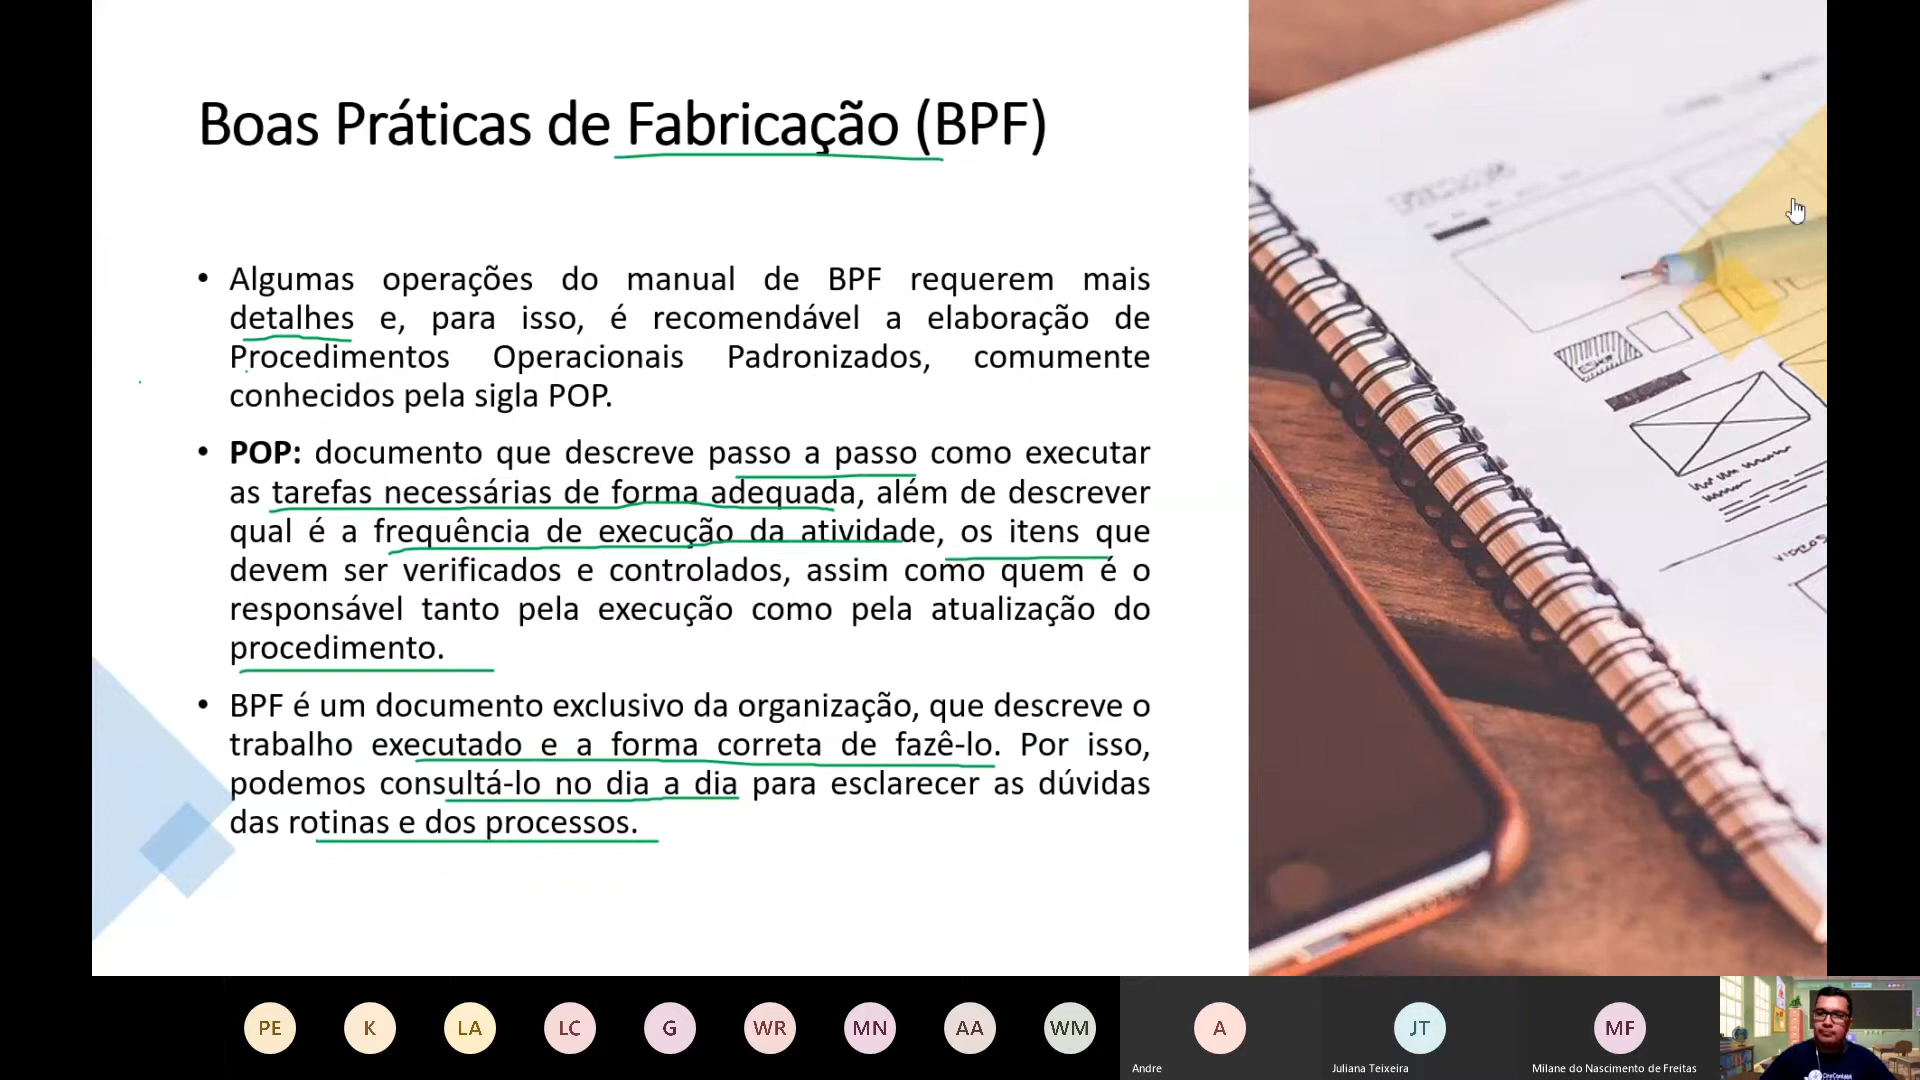 Boas Práticas de Fabricação (BPF)
• Algumas operações do manual de BPF requerem mais
detalhes e, para isso, é recomendável a elaboração de
Procedimentos Operacionais Padronizados, comumente
conhecidos pela sigla POP.
• POP: documento que descreve passo a passo como executar
as tarefas necessárias de forma adequada, além de descrever
qual é a frequência de execução da atividade, os itens que
devem ser verificados e controlados, assim como quem é o
responsável tanto pela execução como pela atualização do
procedimento.
• BPF é um documento exclusivo da organização, que descreve o
trabalho executado e a forma correta de fazê-lo. Por isso,
podemos consultá-lo no dia a dia para esclarecer as dúvidas
das rotinas e dos processos.
VIDEOS
PE K LA LC G WR MN AA WM A JT MF
Andre Juliana Teixeira Milane do Nascimento de Freitas